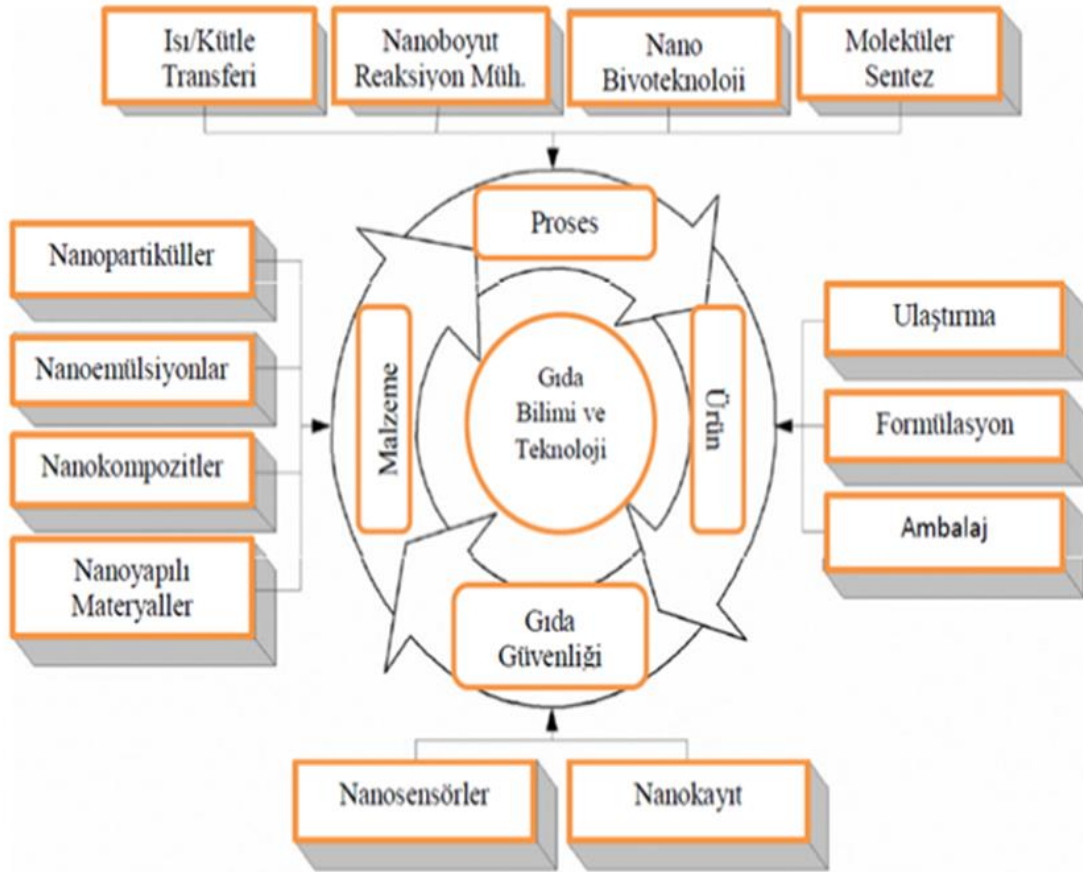 Isı/Kütle
Transferi
Nanoboyut
Reaksiyon Müh.
Nano
Bivoteknoloji
Moleküler
Sentez
Proses
Nanopartiküller
Nanoemülsiyonlar
Nanokompozitler
Nanoyapılı
Materyaller
Malzeme
Gıda
Bilimi ve
Teknoloji
Ürün
Ulaştırma
Formülasyon
Ambalaj
Gıda
Güvenliği
Nanosensörler
Nanokayıt